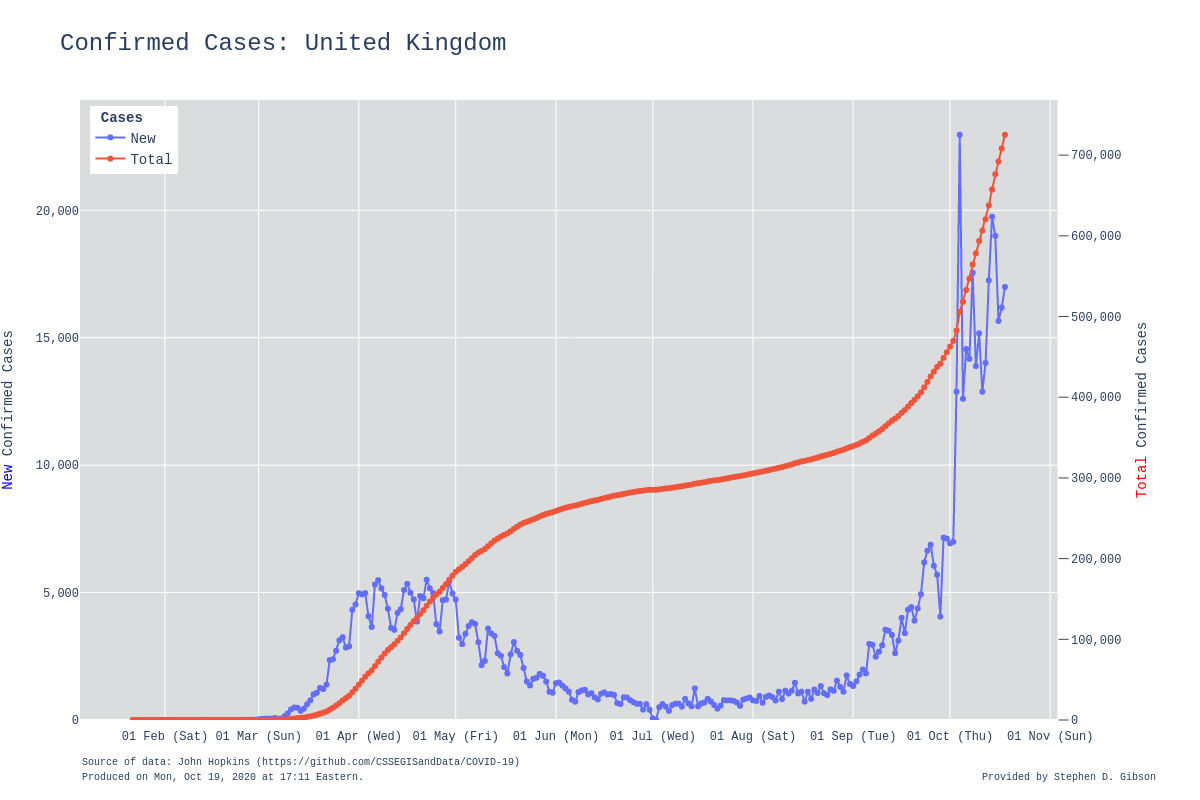 Confirmed Cases: United Kingdom
Cases
New
Total
20,000
15,000
10,000
5,000
0
700,000
600,000
500,000
400,000
300,000
200,000
100,000
0
New Confirmed Cases
Total Confirmed Cases
01 Feb (Sat) 01 Mar (Sun) 01 Apr (Wed) 01 May (Fri) 01 Jun (Mon) 01 Jul (Wed) 01 Aug (Sat) 01 Sep (Tue) 01 Oct (Thu) 01 Nov (Sun)
Source of data: John Hopkins (https://github.com/CSSEGISandData/COVID-19)
Produced on Mon, Oct 19, 2020 at 17:11 Eastern.
Provided by Stephen D. Gibson